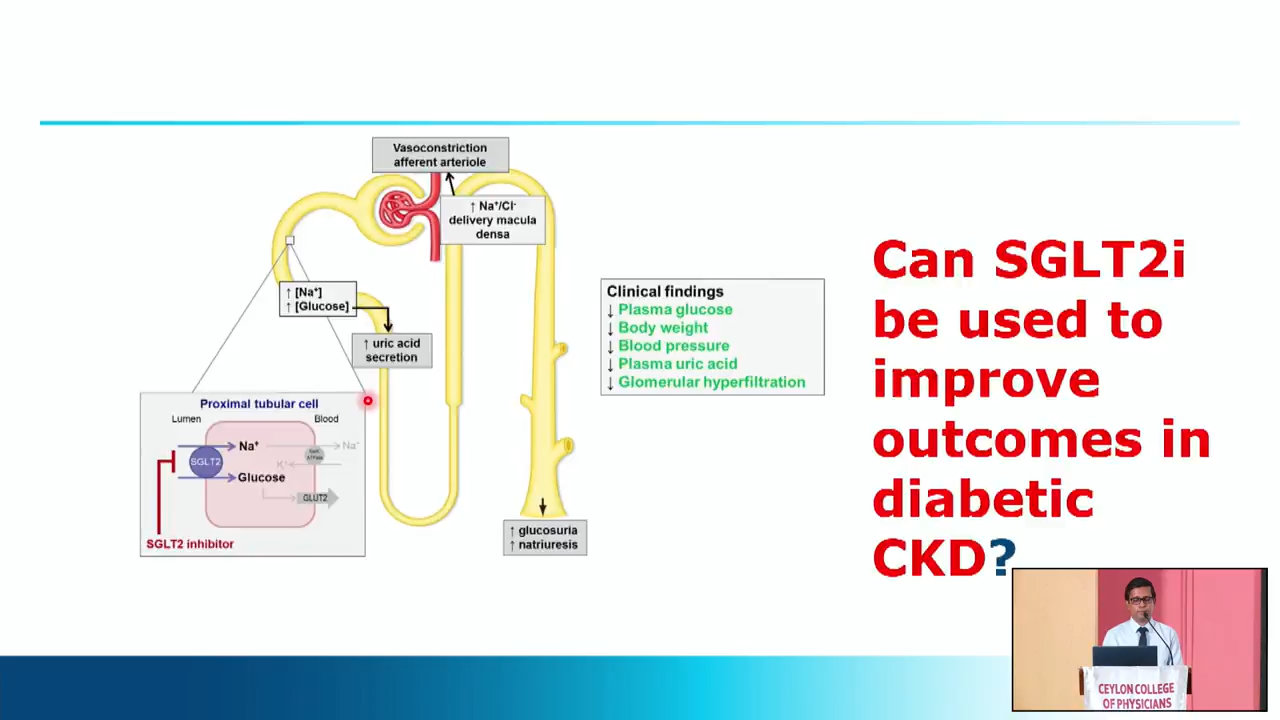 Vasoconstriction
afferent arteriole
↑ Na⁺/Cl⁻
delivery macula
densa
↑ [Na⁺]
↑ [Glucose]
↑ uric acid
secretion
Proximal tubular cell
Lumen
Blood
Na⁺
Na⁺
K⁺
SGLT2
Glucose
GLUT2
SGLT2 inhibitor
↑ glucosuria
↑ natriuresis
Clinical findings
↓ Plasma glucose
↓ Body weight
↓ Blood pressure
↓ Plasma uric acid
↓ Glomerular hyperfiltration
Can SGLT2i
be used to
improve
outcomes in
diabetic
CKD?
CEYLON COLLEGE
OF PHYSICIANS